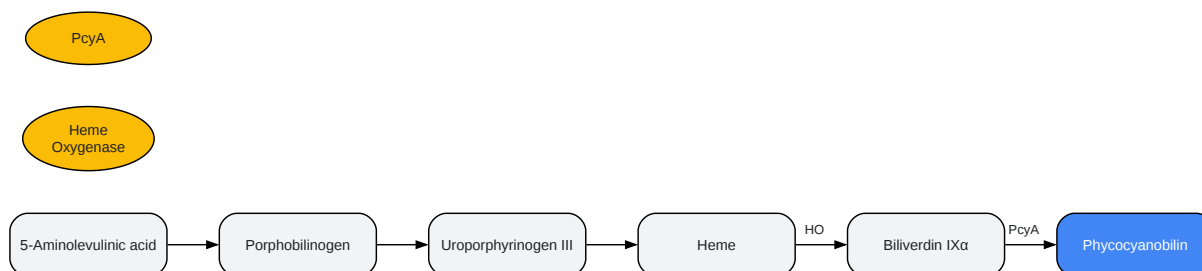 PcyA
Heme
Oxygenase
5-Aminolevulinic acid
Porphobilinogen
Uroporphyrinogen III
Heme
HO
Biliverdin IXα
PcyA
Phycocyanobilin